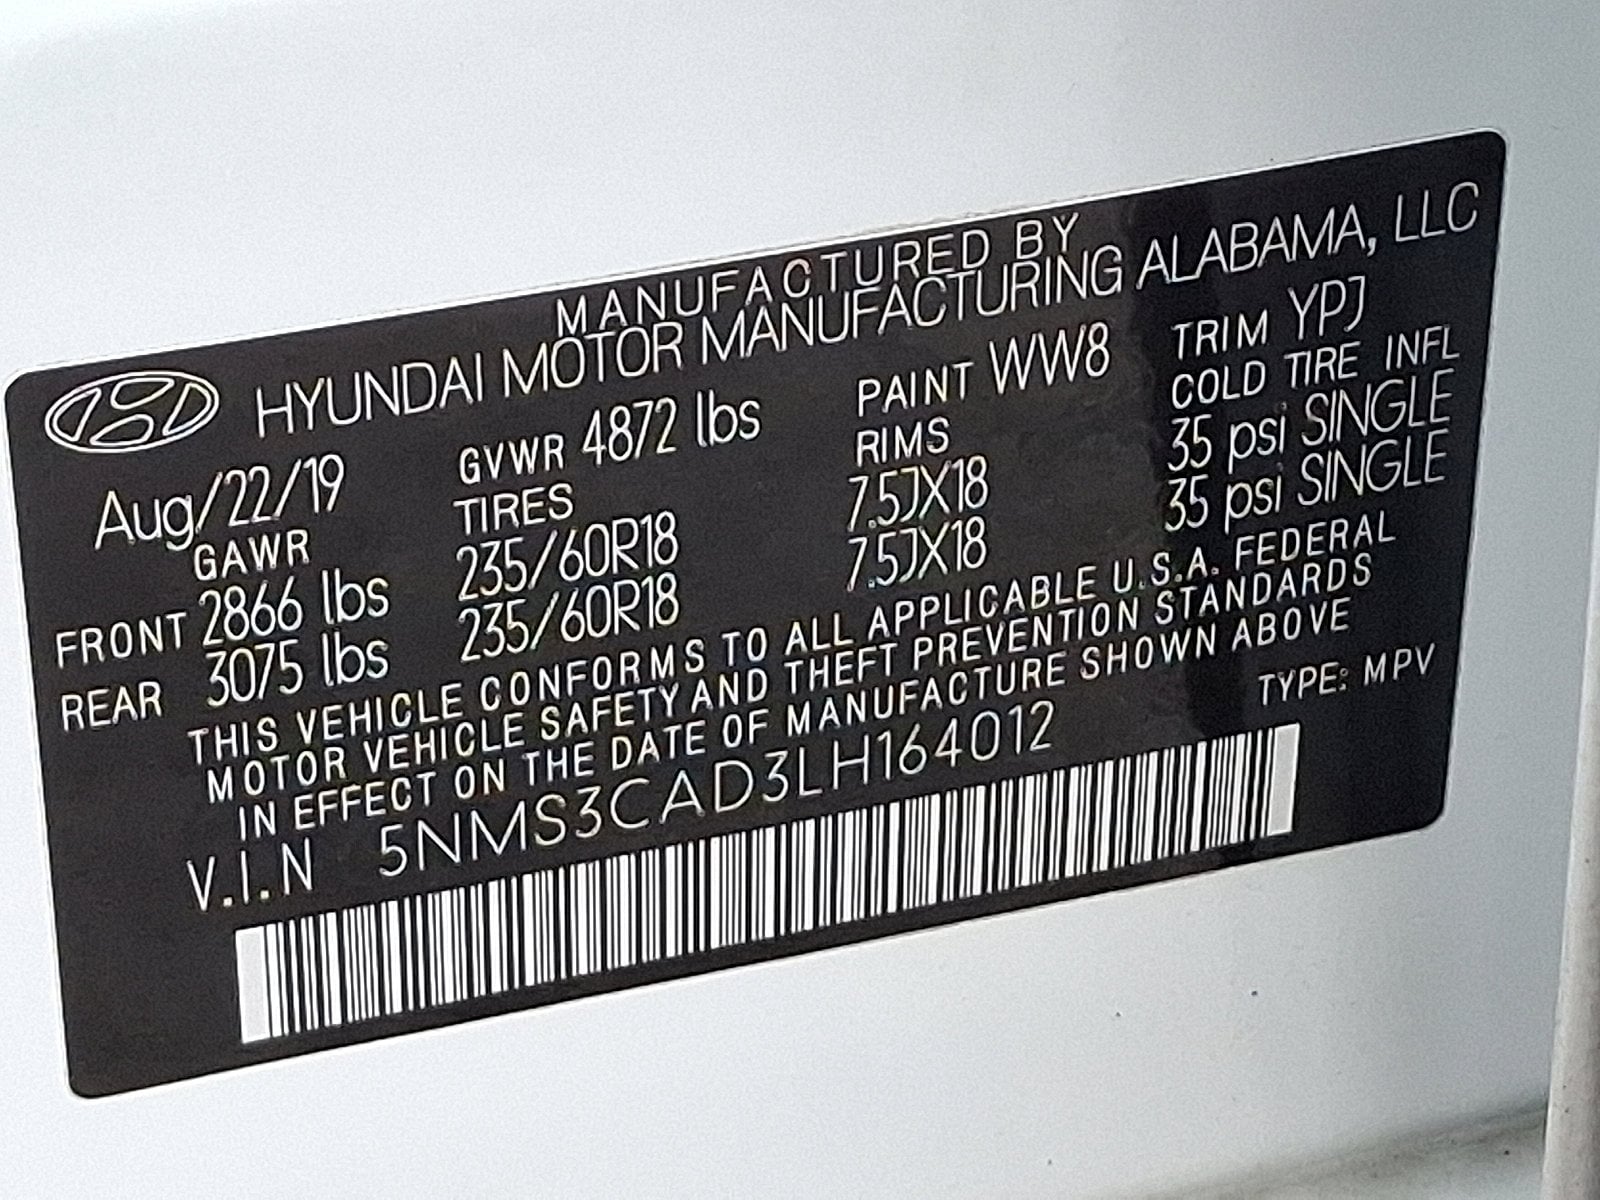 MANUFACTURED BY
HYUNDAI MOTOR MANUFACTURING ALABAMA, LLC
Aug/22/19 GVWR 4872 lbs PAINT WW8 TRIM YPJ
GAWR TIRES RIMS COLD TIRE INFL
FRONT 2866 lbs 235/60R18 7.5JX18 35 psi SINGLE
REAR 3075 lbs 235/60R18 7.5JX18 35 psi SINGLE
THIS VEHICLE CONFORMS TO ALL APPLICABLE U.S.A. FEDERAL
MOTOR VEHICLE SAFETY AND THEFT PREVENTION STANDARDS
IN EFFECT ON THE DATE OF MANUFACTURE SHOWN ABOVE
V.I.N 5NMS3CAD3LH164012 TYPE: MPV